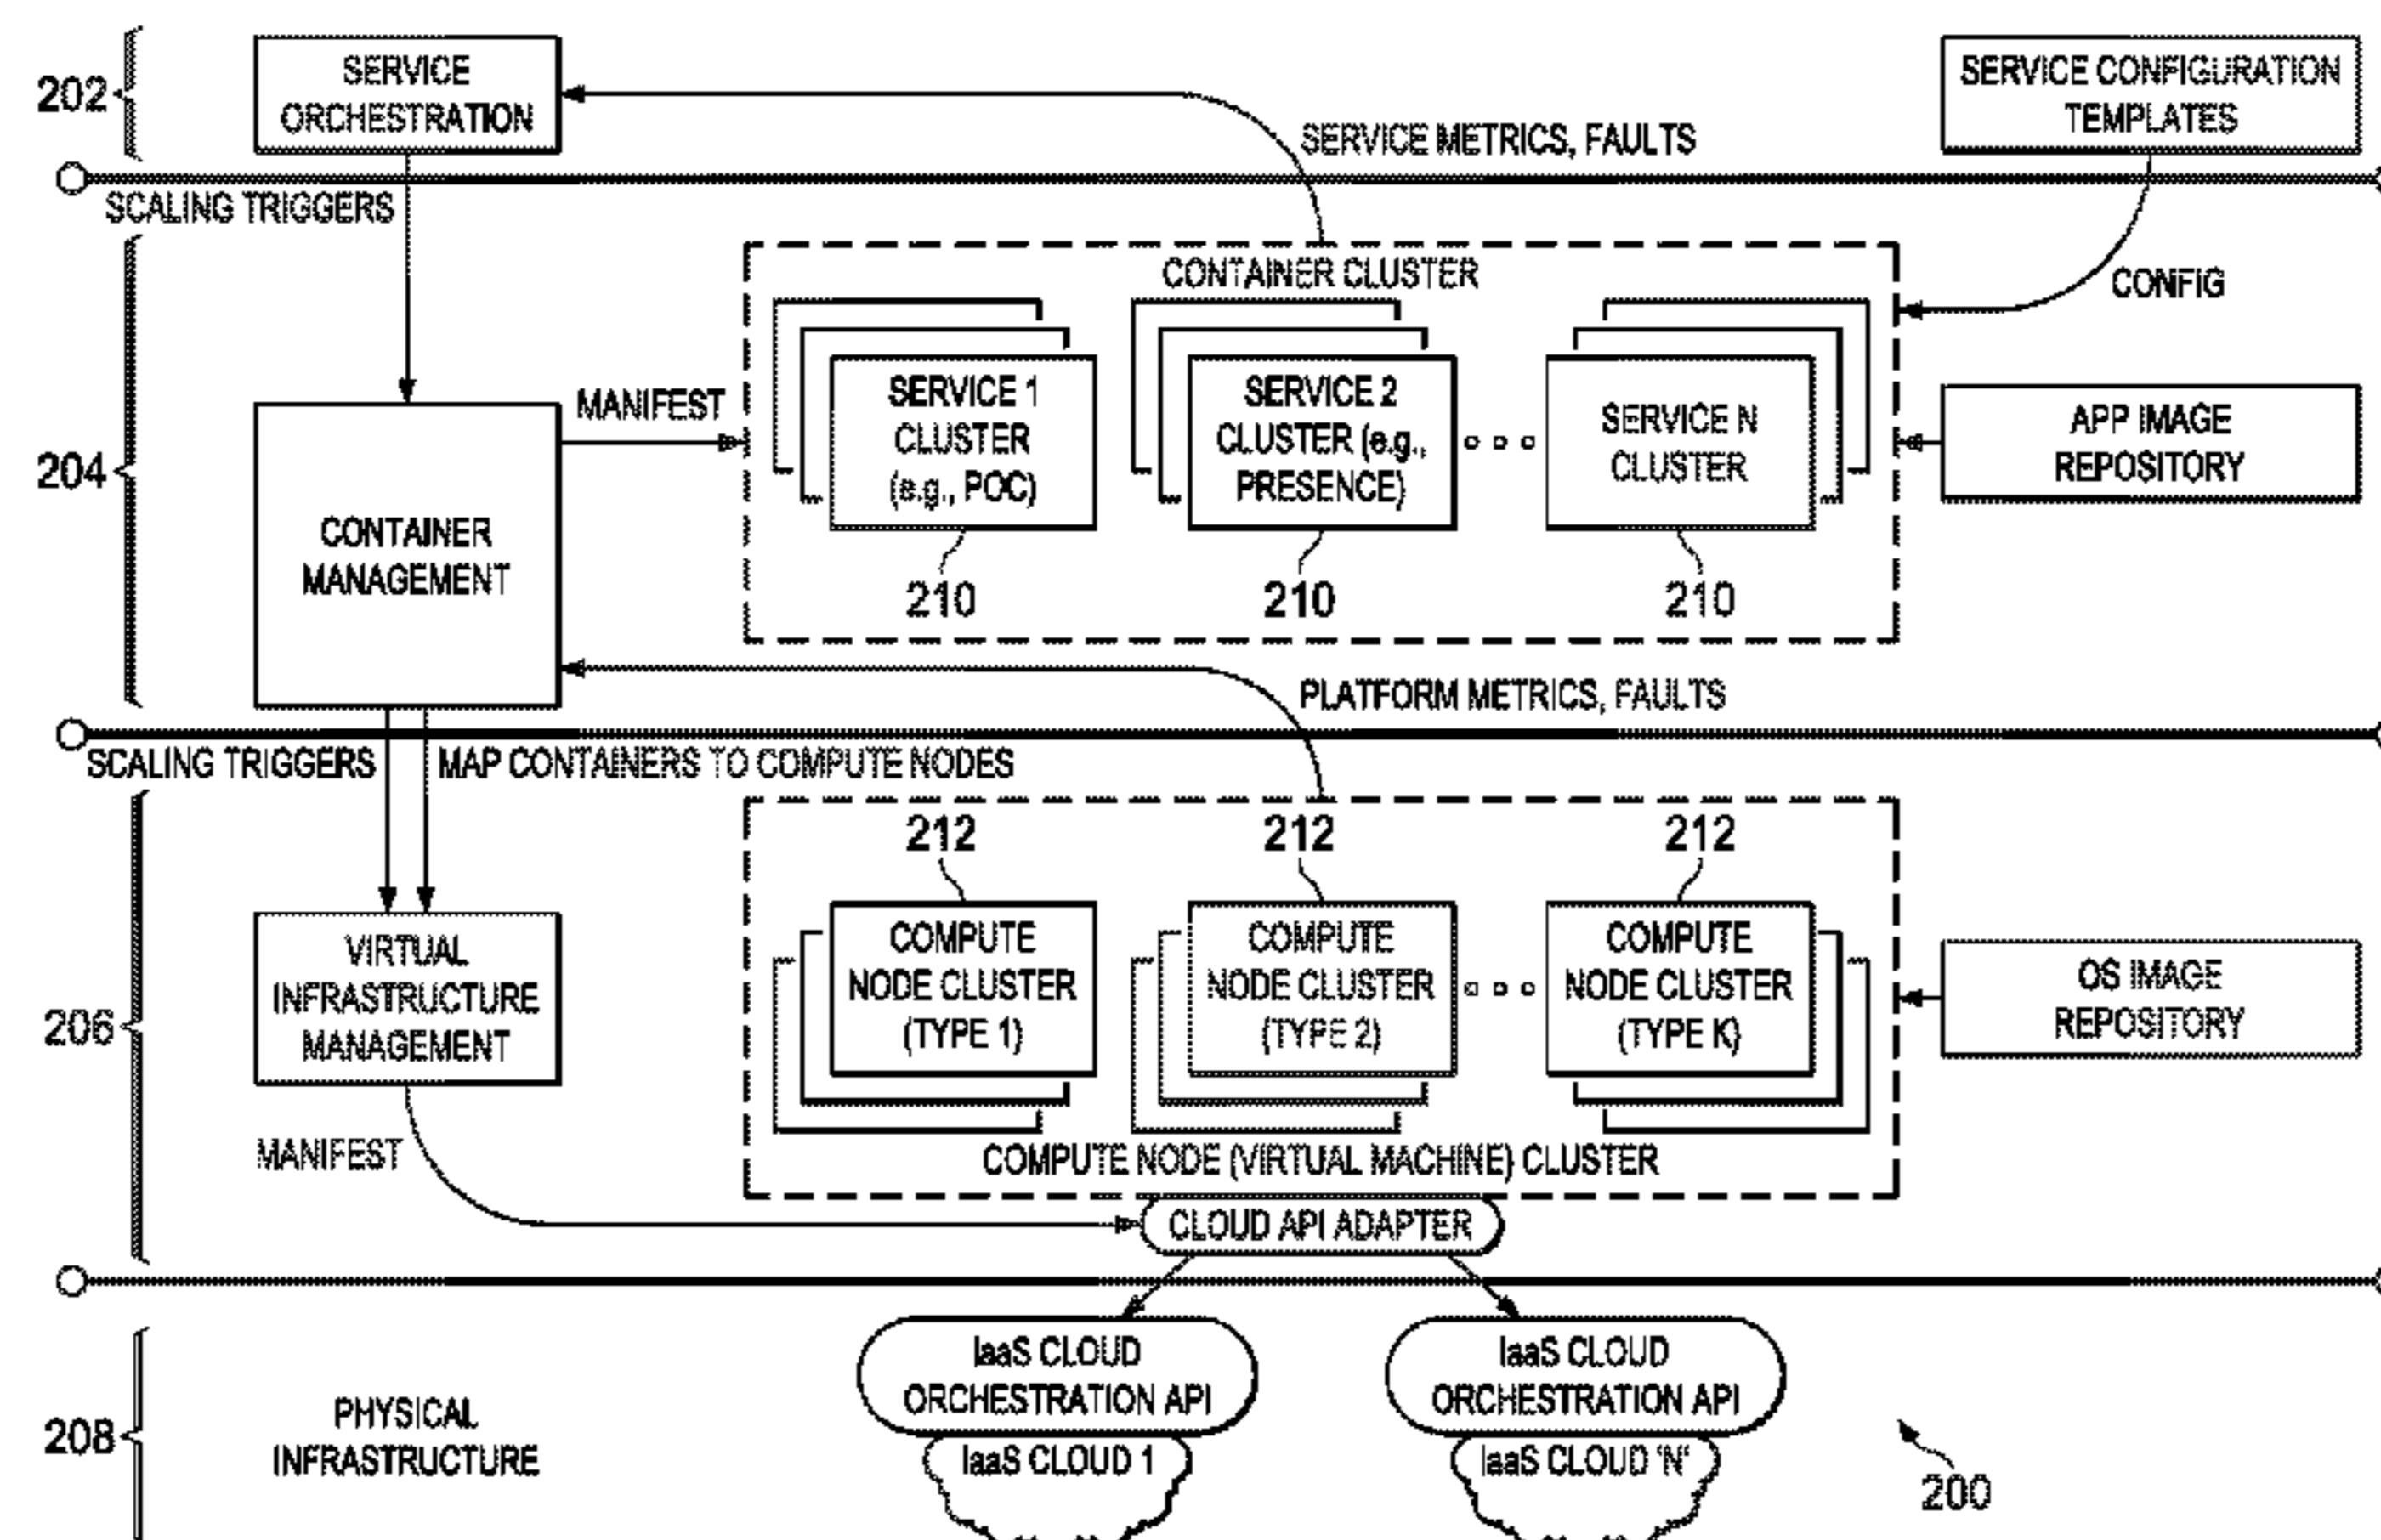 202
SERVICE
ORCHESTRATION
SERVICE METRICS, FAULTS
SERVICE CONFIGURATION
TEMPLATES
SCALING TRIGGERS
CONFIG
204
CONTAINER
MANAGEMENT
MANIFEST
CONTAINER CLUSTER
SERVICE 1
CLUSTER
(e.g., POC)
210
SERVICE 2
CLUSTER (e.g.,
PRESENCE)
210
SERVICE N
CLUSTER
210
APP IMAGE
REPOSITORY
PLATFORM METRICS, FAULTS
SCALING TRIGGERS
MAP CONTAINERS TO COMPUTE NODES
206
VIRTUAL
INFRASTRUCTURE
MANAGEMENT
212
COMPUTE
NODE CLUSTER
(TYPE 1)
212
COMPUTE
NODE CLUSTER
(TYPE 2)
212
COMPUTE
NODE CLUSTER
(TYPE K)
OS IMAGE
REPOSITORY
MANIFEST
COMPUTE NODE (VIRTUAL MACHINE) CLUSTER
CLOUD API ADAPTER
208
PHYSICAL
INFRASTRUCTURE
IaaS CLOUD
ORCHESTRATION API
IaaS CLOUD 1
IaaS CLOUD
ORCHESTRATION API
IaaS CLOUD 'N'
200